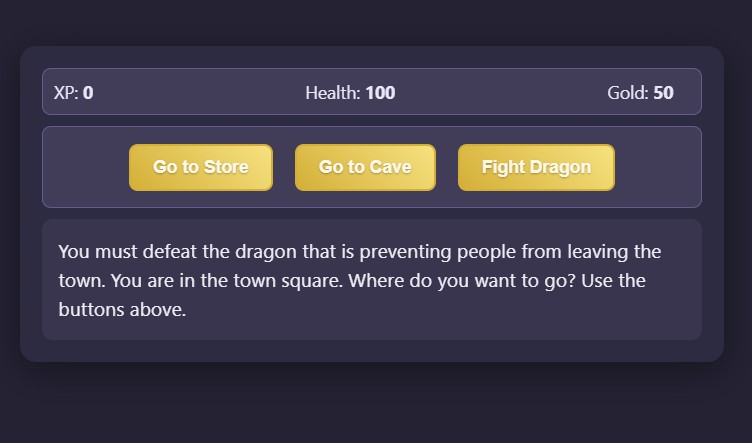 XP: 0 Health: 100 Gold: 50
Go to Store Go to Cave Fight Dragon
You must defeat the dragon that is preventing people from leaving the
town. You are in the town square. Where do you want to go? Use the
buttons above.